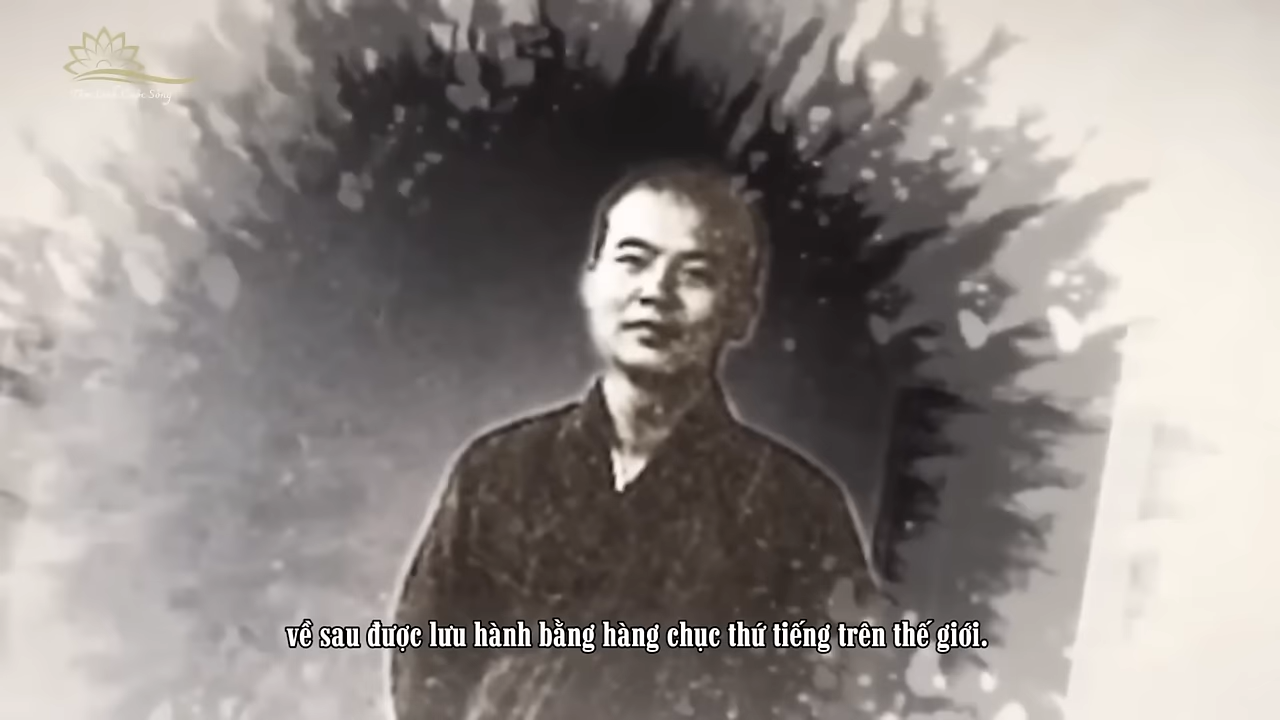 về sau được lưu hành bằng hàng chục thứ tiếng trên thế giới.